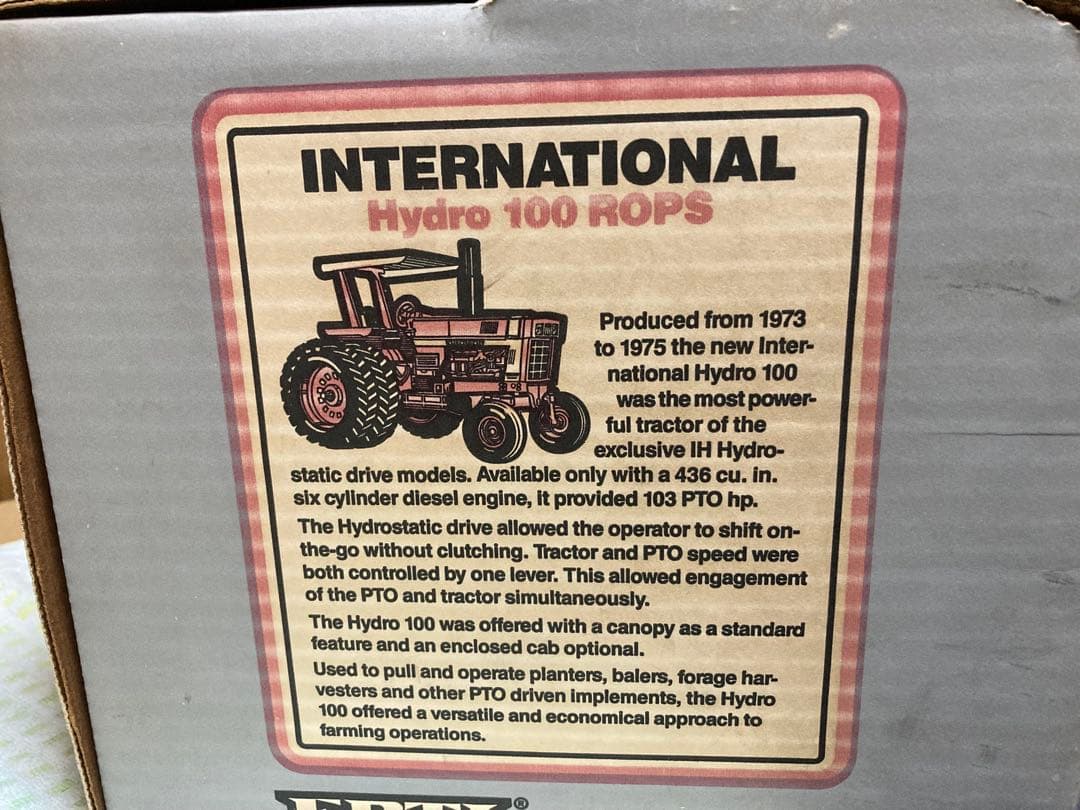 INTERNATIONAL
Hydro 100 ROPS
Produced from 1973
to 1975 the new Inter-
national Hydro 100
was the most power-
ful tractor of the
exclusive IH Hydro-
static drive models. Available only with a 436 cu. in.
six cylinder diesel engine, it provided 103 PTO hp.
The Hydrostatic drive allowed the operator to shift on-
the-go without clutching. Tractor and PTO speed were
both controlled by one lever. This allowed engagement
of the PTO and tractor simultaneously.
The Hydro 100 was offered with a canopy as a standard
feature and an enclosed cab optional.
Used to pull and operate planters, balers, forage har-
vesters and other PTO driven implements, the Hydro
100 offered a versatile and economical approach to
farming operations.
ERTL®